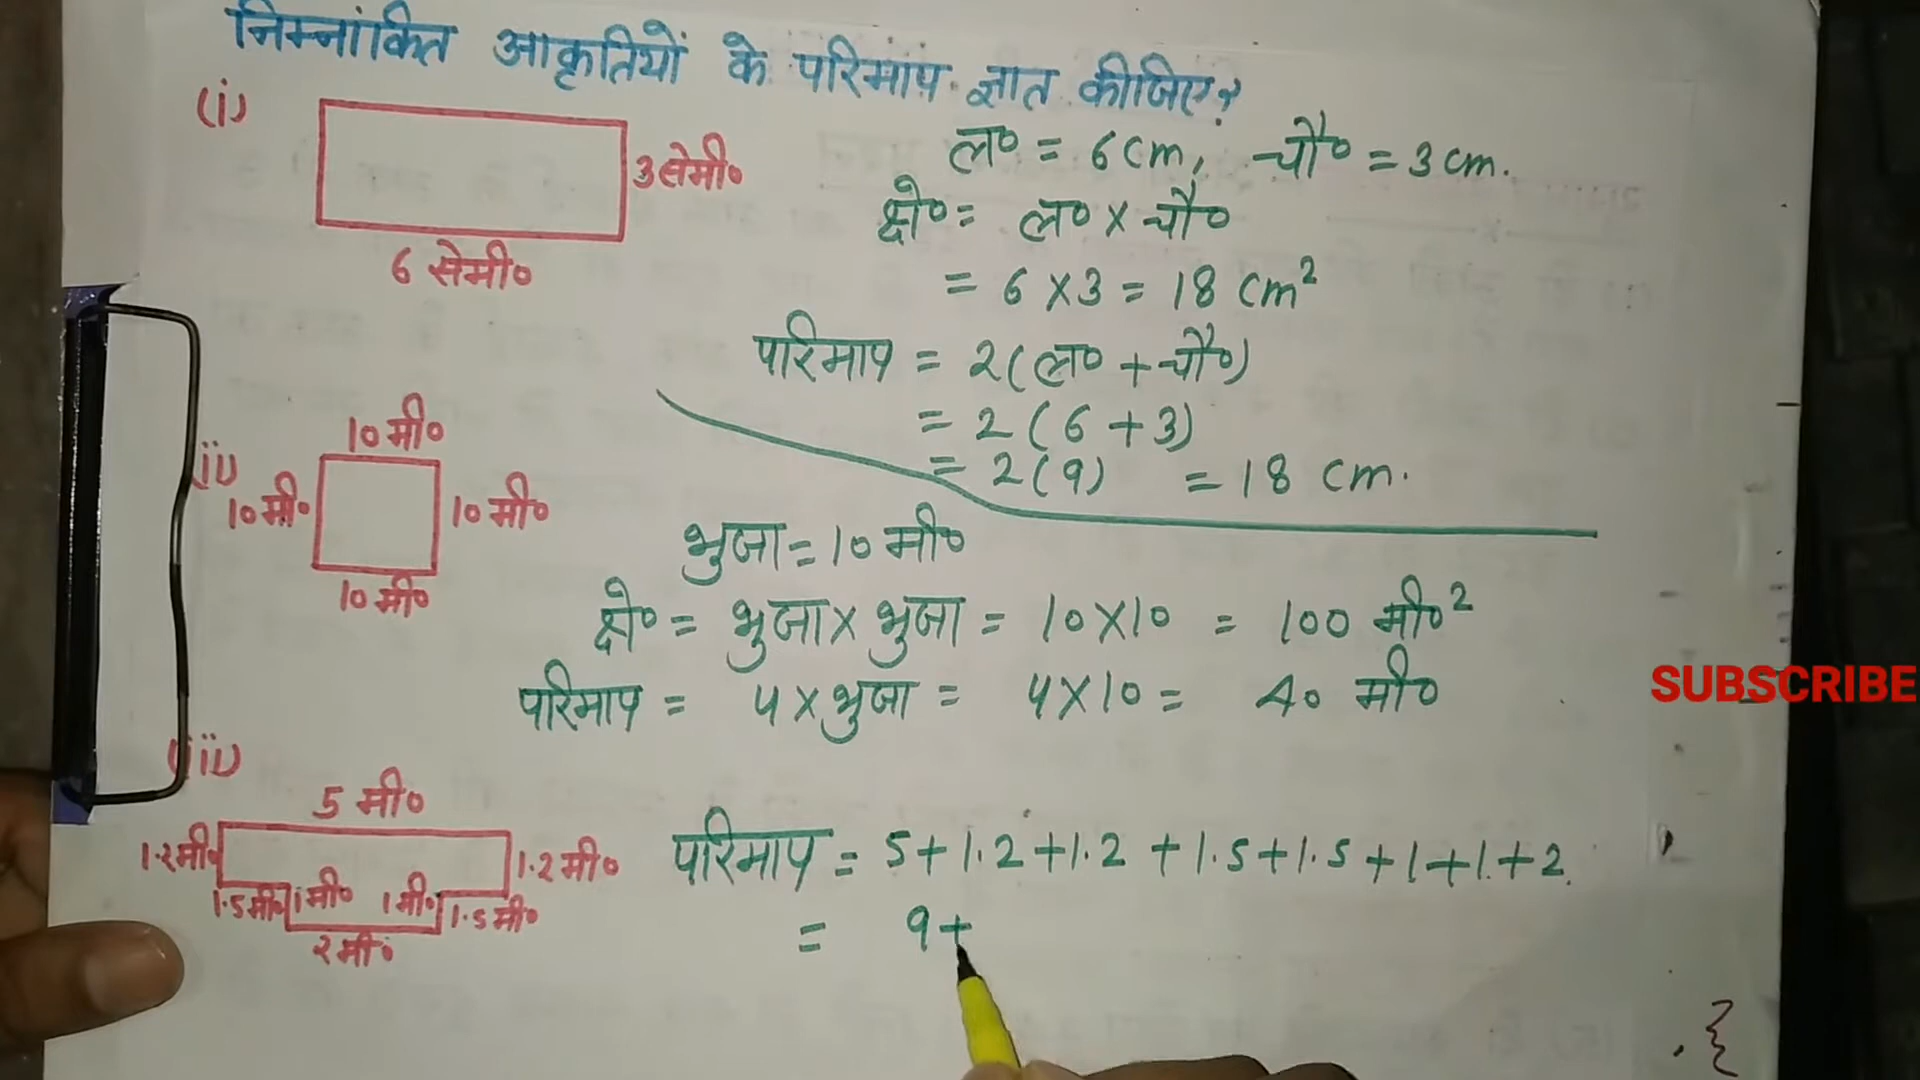 निम्नांकित आकृतियों के परिमाप ज्ञात कीजिए?
(i)
3 सेमी०
6 सेमी०
ल० = 6 cm, चौ० = 3 cm.
क्षे० = ल० × चौ०
= 6 × 3 = 18 cm²
परिमाप = 2(ल० + चौ०)
= 2 (6 + 3)
= 2 (9) = 18 cm.
(ii)
10 मी०
10 मी०
10 मी०
10 मी०
भुजा = 10 मी०
क्षे० = भुजा × भुजा = 10 × 10 = 100 मी०²
परिमाप = 4 × भुजा = 4 × 10 = 40 मी०
SUBSCRIBE
(iii)
5 मी०
1.2 मी०
1.2 मी०
1.5 मी० 1 मी० 1 मी० 1.5 मी०
2 मी०
परिमाप = 5 + 1.2 + 1.2 + 1.5 + 1.5 + 1 + 1 + 2
= 9 +